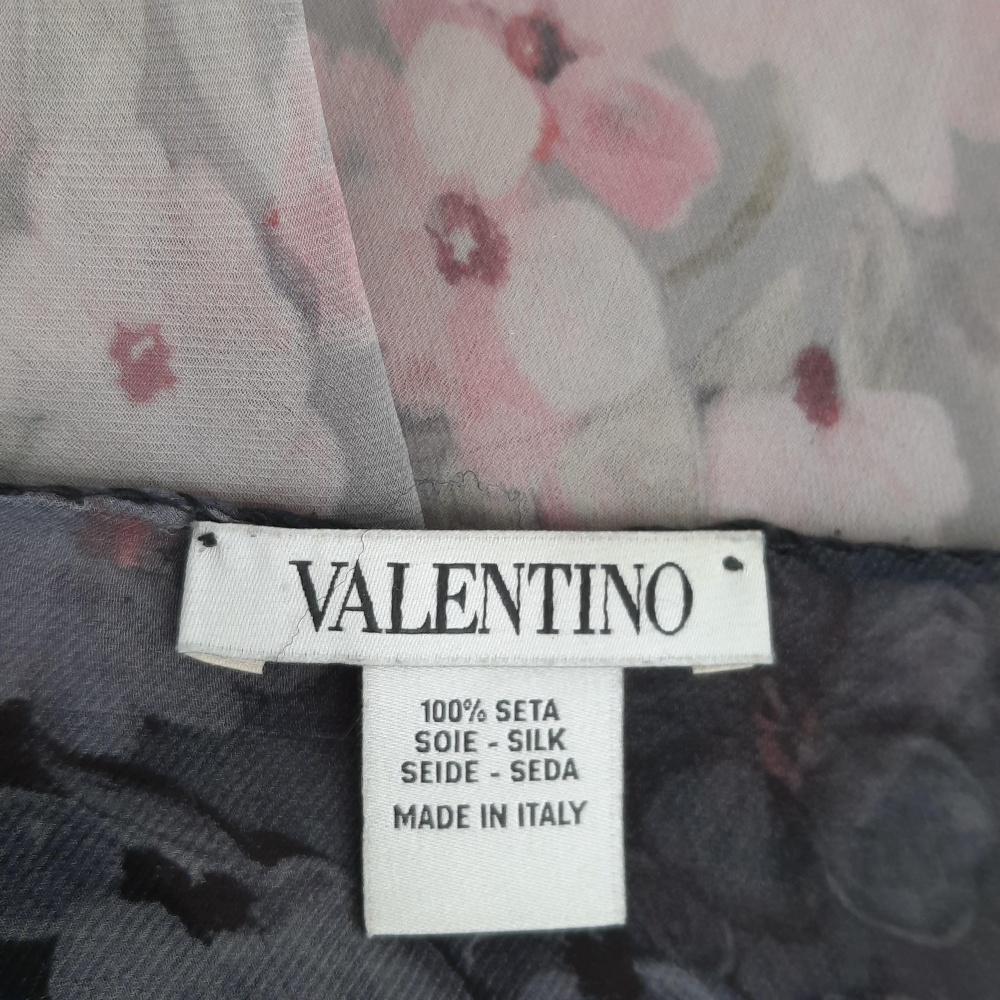 VALENTINO
100% SETA
SOIE - SILK
SEIDE - SEDA
MADE IN ITALY